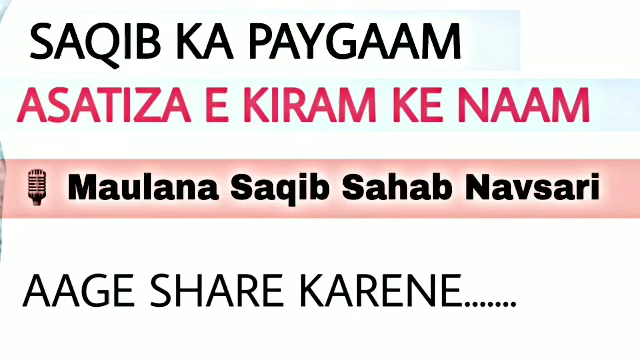 SAQIB KA PAYGAAM
ASATIZA E KIRAM KE NAAM
🎙 Maulana Saqib Sahab Navsari
AAGE SHARE KARENE.......